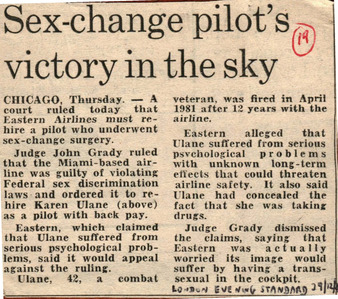 Sex-change pilot's
victory in the sky
19
CHICAGO, Thursday. — A
court ruled today that
Eastern Airlines must re-
hire a pilot who underwent
sex-change surgery.
Judge John Grady ruled
that the Miami-based air-
line was guilty of violating
Federal sex discrimination
laws and ordered it to re-
hire Karen Ulane (above)
as a pilot with back pay.
Eastern, which claimed
that Ulane suffered from
serious psychological prob-
lems, said it would appeal
against the ruling.
Ulane, 42, a combat
veteran, was fired in April
1981 after 12 years with the
airline.
Eastern alleged that
Ulane suffered from serious
psychological problems
with unknown long-term
effects that could threaten
airline safety. It also said
Ulane had concealed the
fact that she was taking
drugs.
Judge Grady dismissed
the claims, saying that
Eastern was actually
worried its image would
suffer by having a trans-
sexual in the cockpit.
LONDON EVENING STANDARD 29/12/